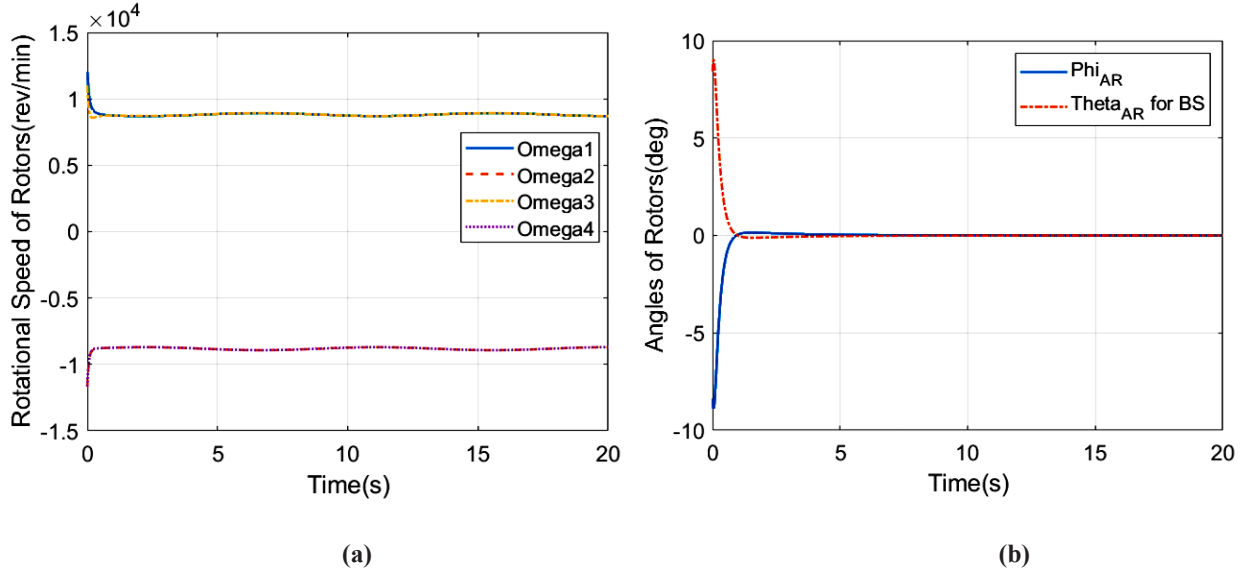 ×10⁴
1.5
1
0.5
0
-0.5
-1
-1.5
Rotational Speed of Rotors(rev/min)
Omega1
Omega2
Omega3
Omega4
0 5 10 15 20
Time(s)
(a)
10
5
0
-5
-10
Angles of Rotors(deg)
Phi_AR
Theta_AR for BS
0 5 10 15 20
Time(s)
(b)